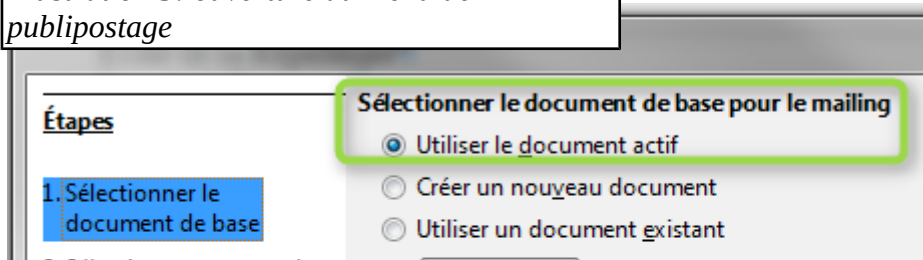 publipostage
Étapes
1. Sélectionner le
document de base
Sélectionner le document de base pour le mailing
Utiliser le document actif
Créer un nouveau document
Utiliser un document existant